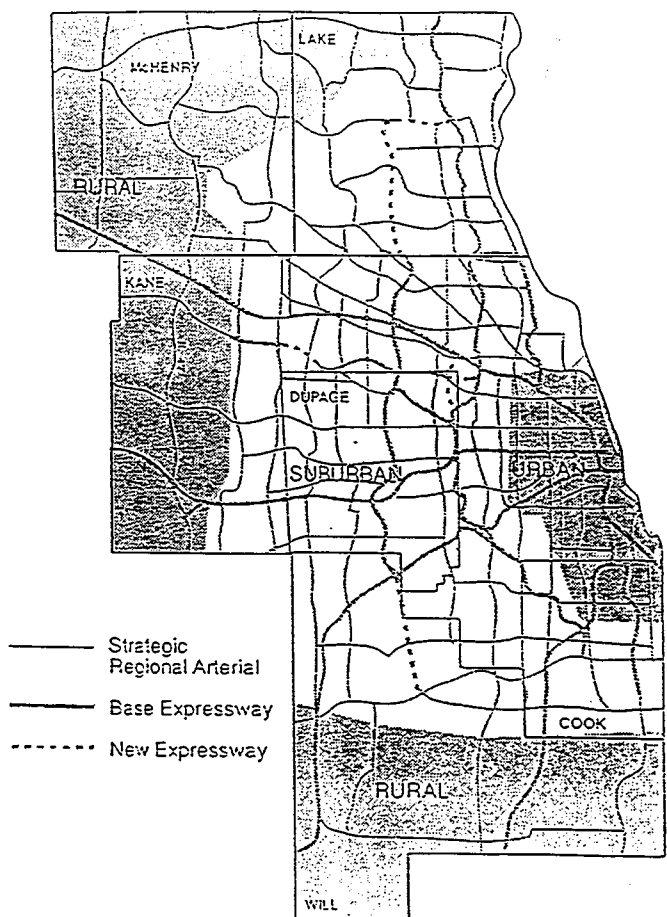 LAKE
McHENRY
RURAL
KANE
DUPAGE
SUBURBAN
URBAN
Strategic
Regional Arterial
Base Expressway
New Expressway
COOK
RURAL
WILL